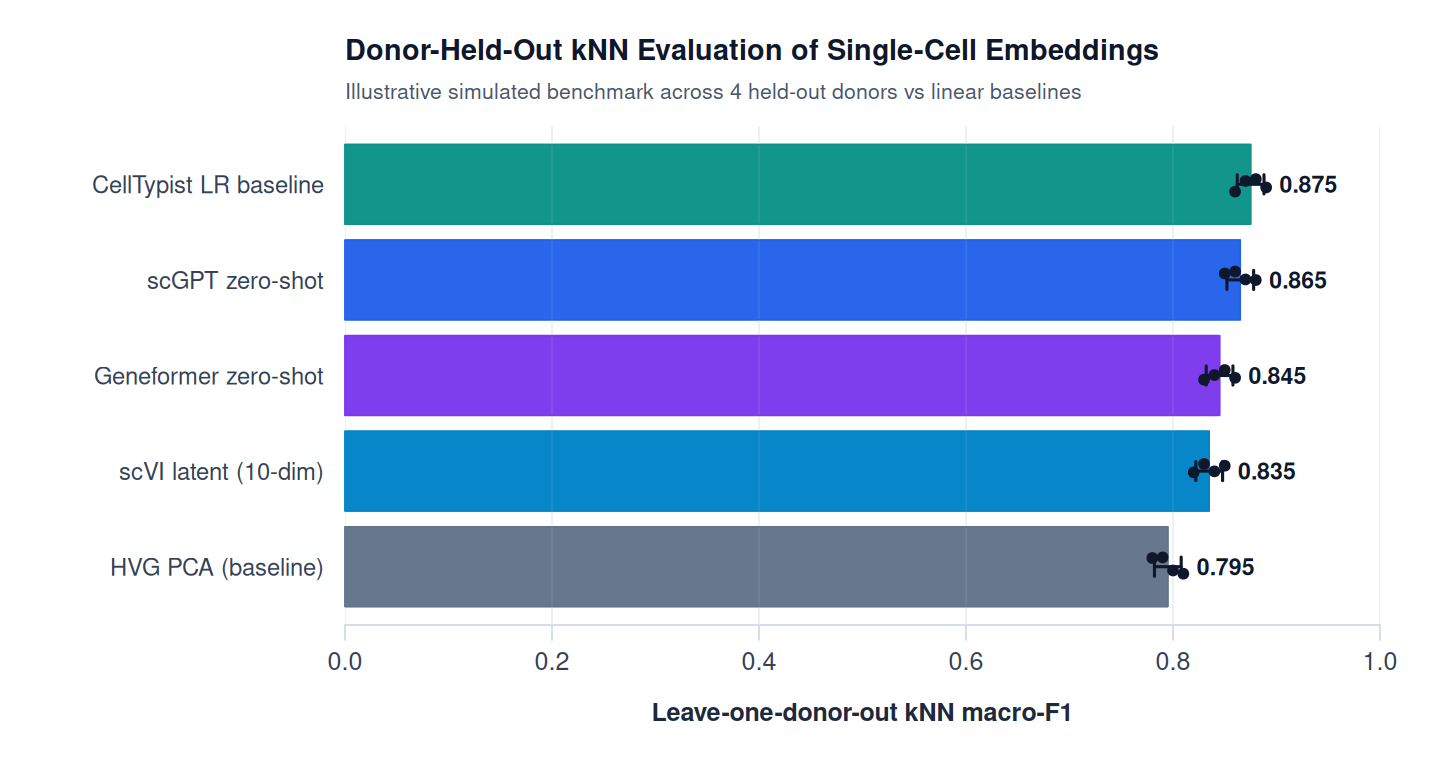 Donor-Held-Out kNN Evaluation of Single-Cell Embeddings
Illustrative simulated benchmark across 4 held-out donors vs linear baselines
CellTypist LR baseline
0.875
scGPT zero-shot
0.865
Geneformer zero-shot
0.845
scVI latent (10-dim)
0.835
HVG PCA (baseline)
0.795
0.0 0.2 0.4 0.6 0.8 1.0
Leave-one-donor-out kNN macro-F1